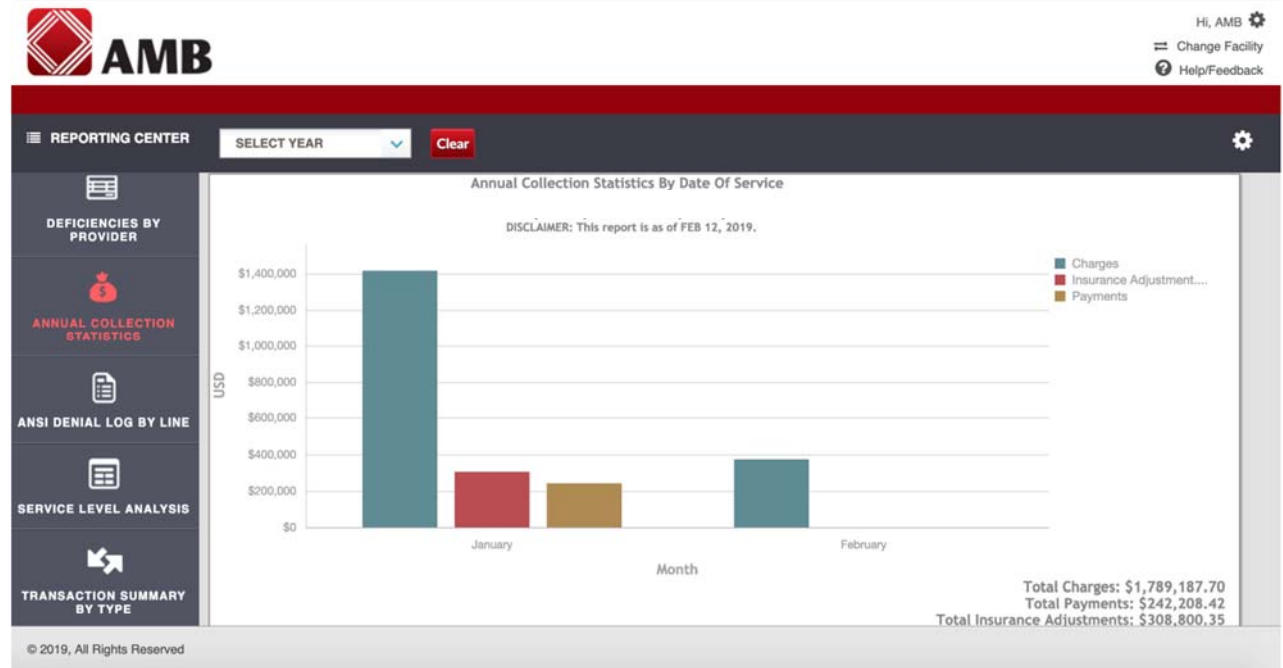 AMB
Hi, AMB
Change Facility
Help/Feedback
REPORTING CENTER
SELECT YEAR
Clear
DEFICIENCIES BY
PROVIDER
ANNUAL COLLECTION
STATISTICS
ANSI DENIAL LOG BY LINE
SERVICE LEVEL ANALYSIS
TRANSACTION SUMMARY
BY TYPE
Annual Collection Statistics By Date Of Service
DISCLAIMER: This report is as of FEB 12, 2019.
Charges
Insurance Adjustment....
Payments
USD
$1,400,000
$1,200,000
$1,000,000
$800,000
$600,000
$400,000
$200,000
$0
January
February
Month
Total Charges: $1,789,187.70
Total Payments: $242,208.42
Total Insurance Adjustments: $308,800.35
© 2019, All Rights Reserved